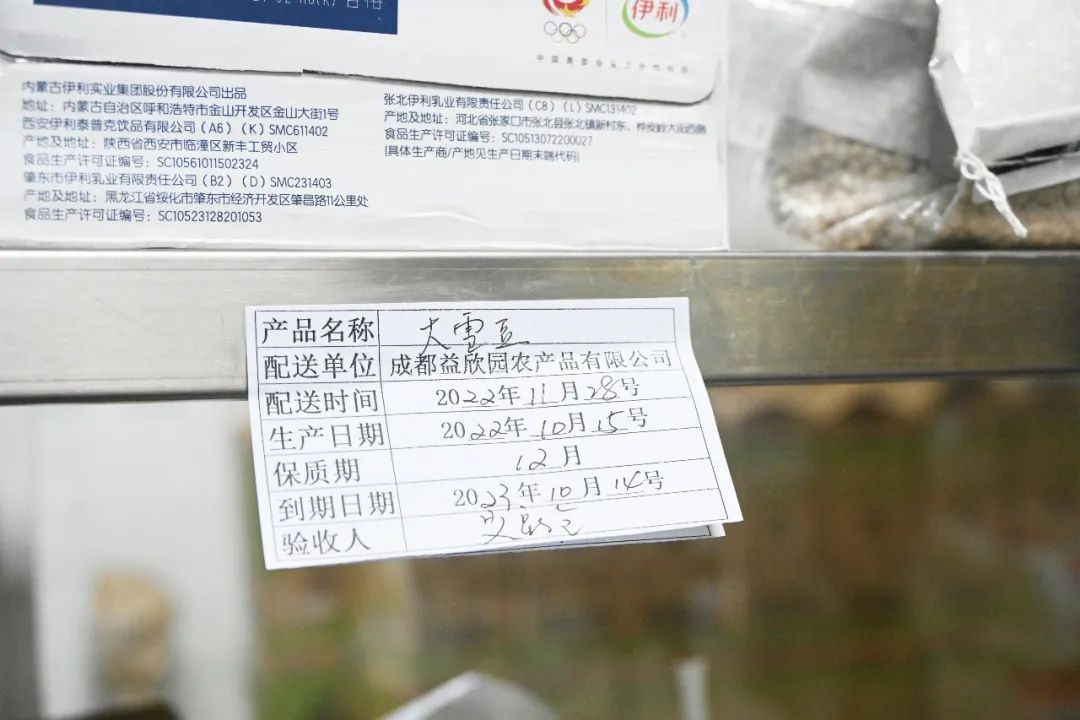 合格
伊利
内蒙古伊利实业集团股份有限公司出品
地址：内蒙古自治区呼和浩特市金山开发区金山大街1号
西安伊利泰普克饮品有限公司（A6）（K）SMC611402
产地及地址：陕西省西安市临潼区新丰工贸小区
食品生产许可证编号：SC10561011502324
肇东市伊利乳业有限责任公司（B2）（D）SMC231403
产地及地址：黑龙江省绥化市肇东市经济开发区肇昌路11公里处
食品生产许可证编号：SC10523128201053
张北伊利乳业有限责任公司（C8）（L）SMC131402
产地及地址：河北省张家口市张北县张北镇新村东、桦皮岭大街西侧
食品生产许可证编号：SC10513072200027
(具体生产商/产地见生产日期末端代码)
产品名称 大雪豆
配送单位 成都益欣园农产品有限公司
配送时间 2022年11月28号
生产日期 2022年10月15号
保质期 12月
到期日期 2023年10月14号
验收人